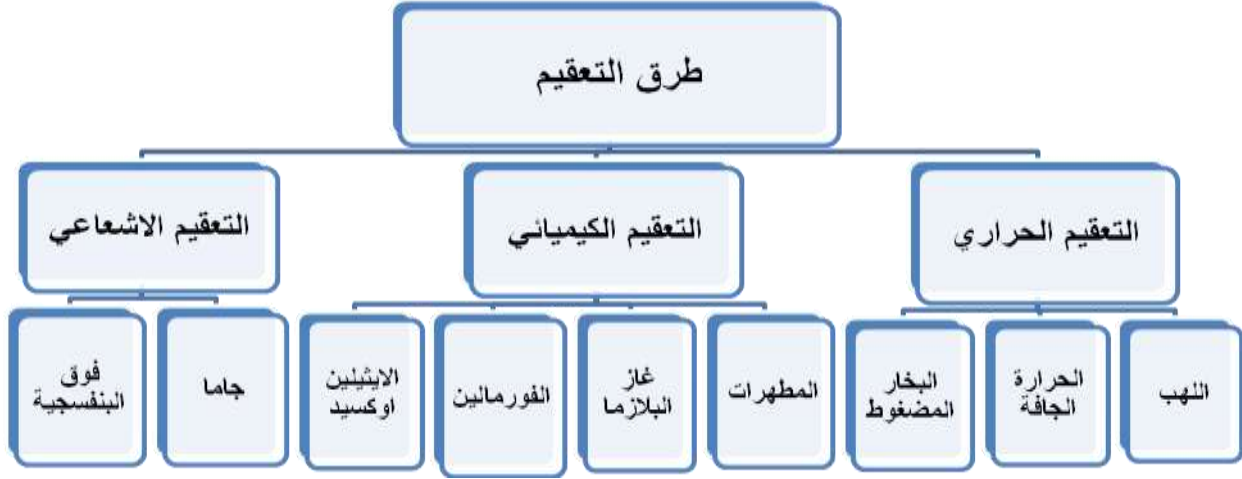 طرق التعقيم
التعقيم الحراري
التعقيم الكيميائي
التعقيم الاشعاعي
اللهب
الحرارة
الجافة
البخار
المضغوط
المطهرات
غاز
البلازما
الفورمالين
الايثيلين
اوكسيد
جاما
فوق
البنفسجية